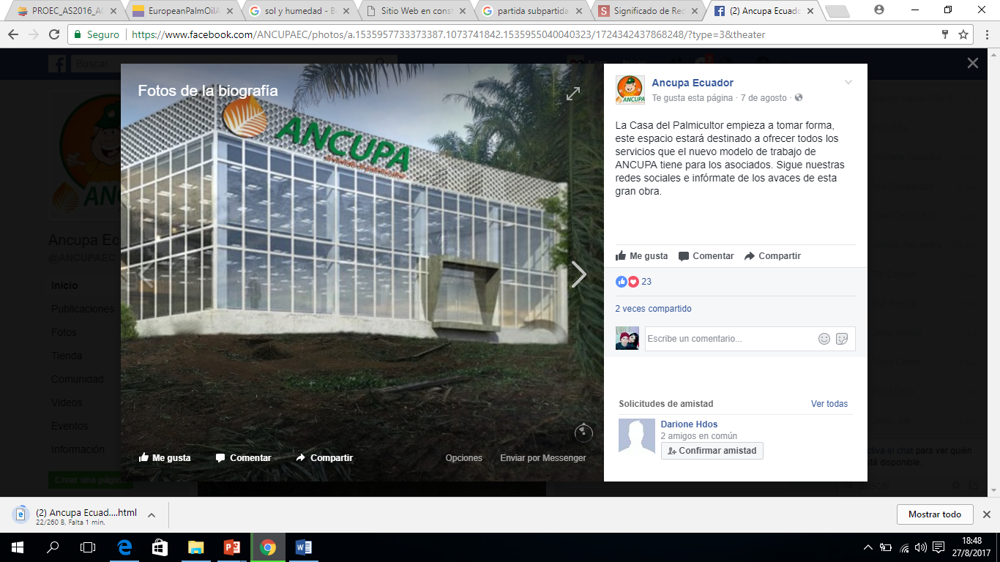 PROEC_AS2016_AC
EuropeanPalmOilA
sol y humedad - B
Sitio Web en const
partida subpartida
Significado de Rec
(2) Ancupa Ecuado
Seguro
https://www.facebook.com/ANCUPAEC/photos/a.1535957733373387.1073741842.1535955040040323/1724342437868248/?type=3&theater
Buscar
Fotos de la biografía
ANCUPA
Ancupa Ecuador
Te gusta esta página · 7 de agosto ·
La Casa del Palmicultor empieza a tomar forma,
este espacio estará destinado a ofrecer todos los
servicios que el nuevo modelo de trabajo de
ANCUPA tiene para los asociados. Sigue nuestras
redes sociales e infórmate de los avaces de esta
gran obra.
Me gusta Comentar Compartir
23
2 veces compartido
Escribe un comentario...
Solicitudes de amistad Ver todas
Darione Hdos
2 amigos en común
Confirmar amistad
Ancupa Ec
@ANCUPAEC
Inicio
Publicaciones
Fotos
Tienda
Comunidad
Videos
Eventos
Información
Crear una págin
Me gusta Comentar Compartir Opciones Enviar por Messenger
ctiva el chat para ver quién
stá disponible.
Buscar
(2) Ancupa Ecuad....html
22/260 B, Falta 1 min.
Mostrar todo
18:48
27/8/2017